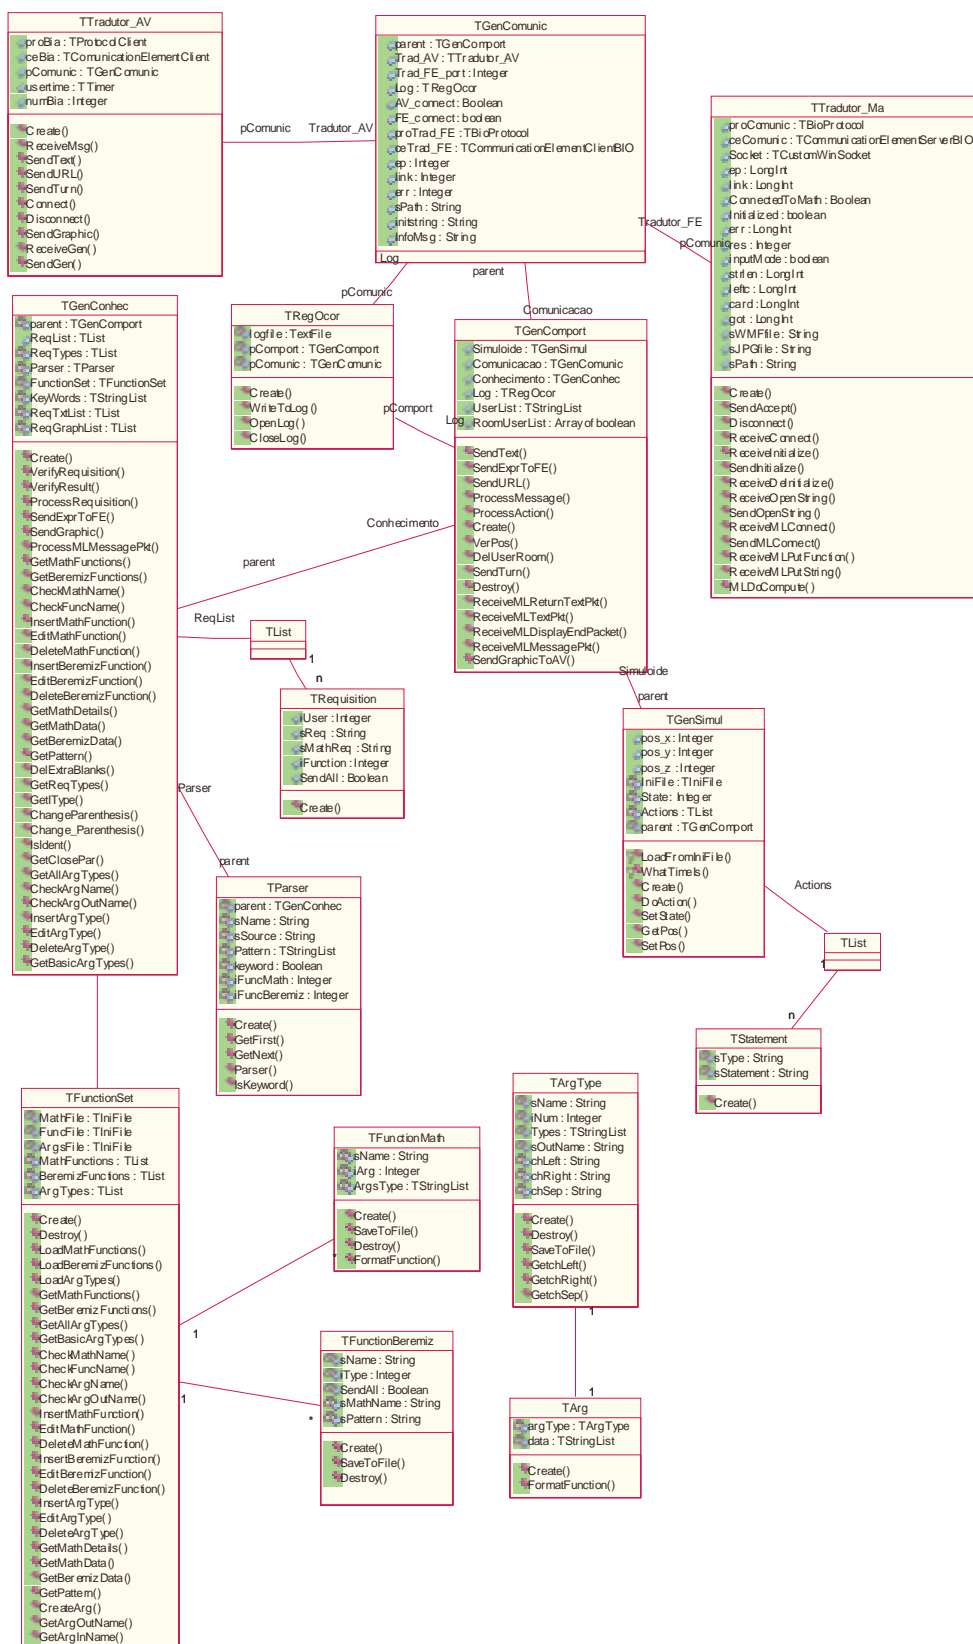 TTradutor_AV
proBia : TProtocolClient
ceBia : TComunicationElementClient
pComunic : TGenComunic
usertime : TTimer
numBia : Integer
Create()
ReceiveMsg()
SendText()
SendURL()
SendTurn()
Connect()
Disconnect()
SendGraphic()
ReceiveGen()
SendGen()
pComunic
Tradutor_AV
TGenComunic
parent : TGenComport
Trad_AV : TTradutor_AV
Trad_FE_port : Integer
Log : TRegOcor
AV_connect : Boolean
FE_connect : boolean
proTrad_FE : TBioProtocol
ceTrad_FE : TCommunicationElementClientBIO
ep : Integer
link : Integer
err : Integer
sPath : String
initstring : String
InfoMsg : String
Log
parent
pComunic
Comunicacao
Tradutor_FE
pComunic
TTradutor_Ma
proComunic : TBioProtocol
ceComunic : TCommunicationElementServerBIO
Socket : TCustomWinSocket
ep : LongInt
link : LongInt
ConnectedToMath : Boolean
Initialized : boolean
err : LongInt
res : Integer
inputMode : boolean
strlen : LongInt
leftc : LongInt
card : LongInt
got : LongInt
sWMFfile : String
sJPGfile : String
sPath : String
Create()
SendAccept()
Disconnect()
ReceiveConnect()
ReceiveInitialize()
SendInitialize()
ReceiveDeInitialize()
ReceiveOpenString()
SendOpenString()
ReceiveMLConnect()
SendMLConnect()
ReceiveMLPutFunction()
ReceiveMLPutString()
MLDoCompute()
TGenConhec
parent : TGenComport
ReqList : TList
ReqTypes : TList
Parser : TParser
FunctionSet : TFunctionSet
KeyWords : TStringList
ReqTxtList : TList
ReqGraphList : TList
Create()
VerifyRequisition()
VerifyResult()
ProcessRequisition()
SendExprToFE()
SendGraphic()
ProcessMLMessagePkt()
GetMathFunctions()
GetBeremizFunctions()
CheckMathName()
CheckFuncName()
InsertMathFunction()
EditMathFunction()
DeleteMathFunction()
InsertBeremizFunction()
EditBeremizFunction()
DeleteBeremizFunction()
GetMathDetails()
GetMathData()
GetBeremizData()
GetPattern()
DelExtraBlanks()
GetReqTypes()
GetIType()
ChangeParenthesis()
Change_Parenthesis()
IsIdent()
GetClosePar()
GetAllArgTypes()
CheckArgName()
CheckArgOutName()
InsertArgType()
EditArgType()
DeleteArgType()
GetBasicArgTypes()
TRegOcor
logfile : TextFile
pComport : TGenComport
pComunic : TGenComunic
Create()
WriteToLog()
OpenLog()
CloseLog()
pComport
Log
TGenComport
Simuloide : TGenSimul
Comunicacao : TGenComunic
Conhecimento : TGenConhec
Log : TRegOcor
UserList : TStringList
RoomUserList : Array of boolean
SendText()
SendExprToFE()
SendURL()
ProcessMessage()
ProcessAction()
Create()
VerPos()
DelUserRoom()
SendTurn()
Destroy()
ReceiveMLReturnTextPkt()
ReceiveMLTextPkt()
ReceiveMLDisplayEndPacket()
ReceiveMLMessagePkt()
SendGraphicToAV()
Conhecimento
parent
ReqList
TList
1
n
TRequisition
iUser : Integer
sReq : String
sMathReq : String
iFunction : Integer
SendAll : Boolean
Create()
Simuloide
parent
TGenSimul
pos_x : Integer
pos_y : Integer
pos_z : Integer
IniFile : TIniFile
State : Integer
Actions : TList
parent : TGenComport
LoadFromIniFile()
WhatTimeIs()
Create()
DoAction()
SetState()
GetPos()
SetPos()
Actions
TList
1
n
TStatement
sType : String
sStatement : String
Create()
Parser
parent
TParser
parent : TGenConhec
sName : String
sSource : String
Pattern : TStringList
keyword : Boolean
iFuncMath : Integer
iFuncBeremiz : Integer
Create()
GetFirst()
GetNext()
Parser()
IsKeyword()
TFunctionSet
MathFile : TIniFile
FuncFile : TIniFile
ArgsFile : TIniFile
MathFunctions : TList
BeremizFunctions : TList
ArgTypes : TList
Create()
Destroy()
LoadMathFunctions()
LoadBeremizFunctions()
LoadArgTypes()
GetMathFunctions()
GetBeremizFunctions()
GetAllArgTypes()
GetBasicArgTypes()
CheckMathName()
CheckFuncName()
CheckArgName()
CheckArgOutName()
InsertMathFunction()
EditMathFunction()
DeleteMathFunction()
InsertBeremizFunction()
EditBeremizFunction()
DeleteBeremizFunction()
InsertArgType()
EditArgType()
DeleteArgType()
GetMathDetails()
GetMathData()
GetBeremizData()
GetPattern()
CreateArg()
GetArgOutName()
GetArgInName()
TFunctionMath
sName : String
iArg : Integer
ArgsType : TStringList
Create()
SaveToFile()
Destroy()
FormatFunction()
*
1
TFunctionBeremiz
sName : String
iType : Integer
SendAll : Boolean
sMathName : String
sPattern : String
Create()
SaveToFile()
Destroy()
1
*
TArgType
sName : String
iNum : Integer
Types : TStringList
sOutName : String
chLeft : String
chRight : String
chSep : String
Create()
Destroy()
SaveToFile()
GetchLeft()
GetchRight()
GetchSep()
1
1
TArg
argType : TArgType
data : TStringList
Create()
FormatFunction()